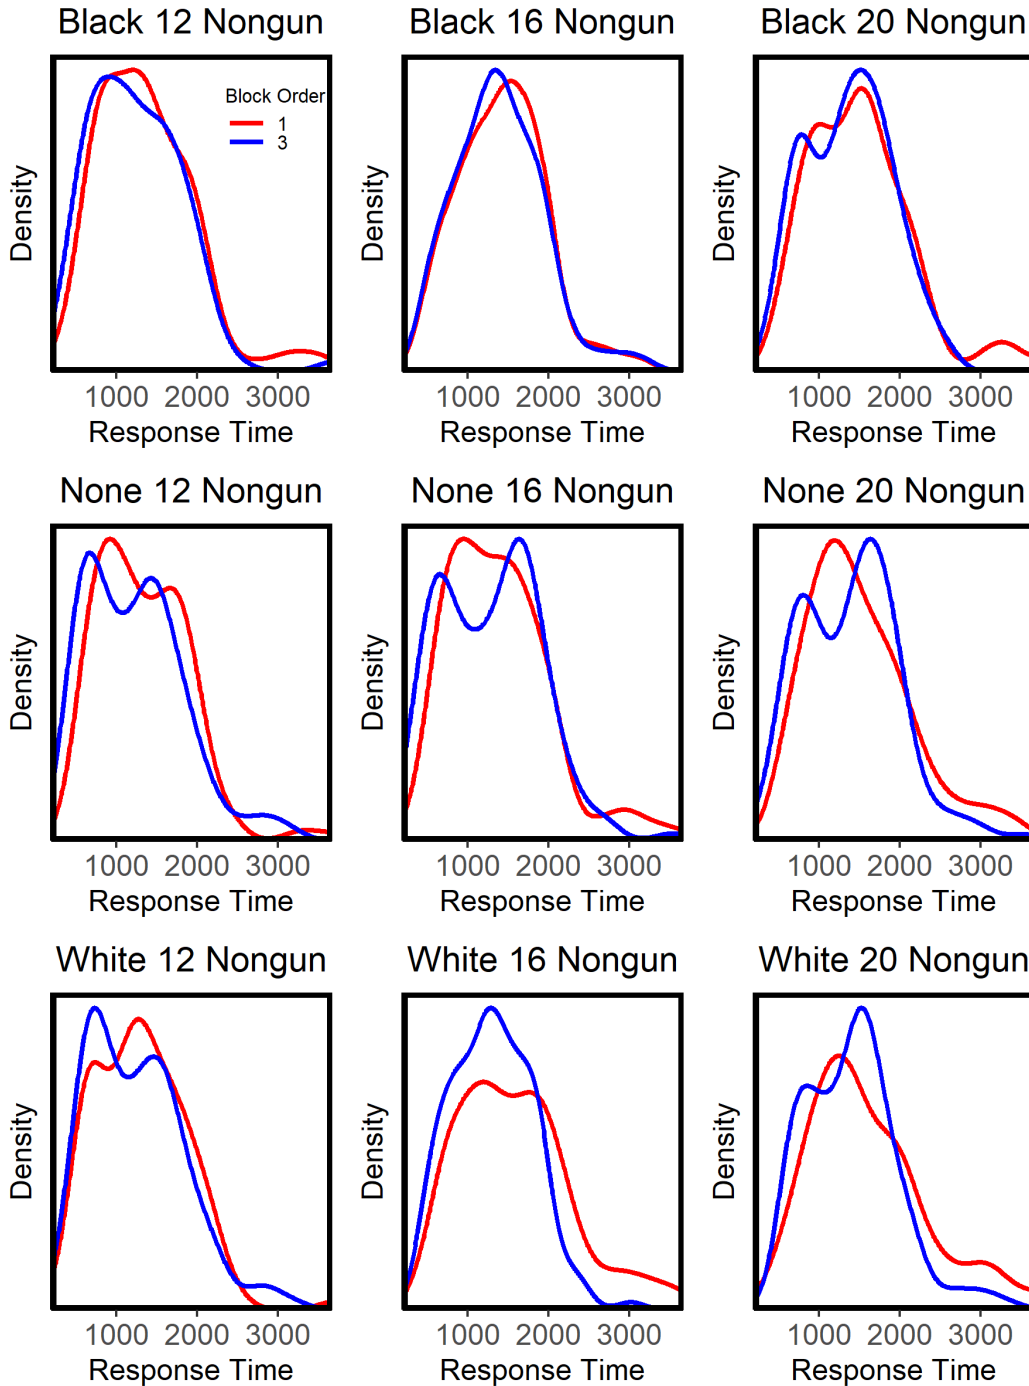 Black 12 Nongun
Black 16 Nongun
Black 20 Nongun
Density
Block Order
1
3
Density
Density
1000 2000 3000
1000 2000 3000
1000 2000 3000
Response Time
Response Time
Response Time
None 12 Nongun
None 16 Nongun
None 20 Nongun
Density
Density
Density
1000 2000 3000
1000 2000 3000
1000 2000 3000
Response Time
Response Time
Response Time
White 12 Nongun
White 16 Nongun
White 20 Nongun
Density
Density
Density
1000 2000 3000
1000 2000 3000
1000 2000 3000
Response Time
Response Time
Response Time